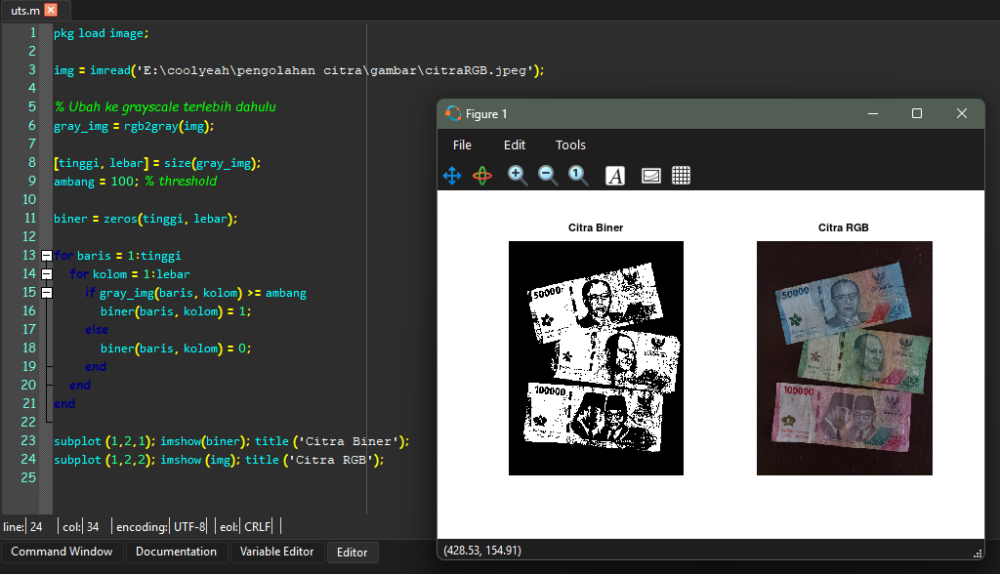 uts.m
1 pkg load image;
2
3 img = imread('E:\coolyeah\pengolahan citra\gambar\citraRGB.jpeg');
4
5 % Ubah ke grayscale terlebih dahulu
6 gray_img = rgb2gray(img);
7
8 [tinggi, lebar] = size(gray_img);
9 ambang = 100; % threshold
10
11 biner = zeros(tinggi, lebar);
12
13 for baris = 1:tinggi
14 for kolom = 1:lebar
15 if gray_img(baris, kolom) >= ambang
16 biner(baris, kolom) = 1;
17 else
18 biner(baris, kolom) = 0;
19 end
20 end
21 end
22
23 subplot (1,2,1); imshow(biner); title ('Citra Biner');
24 subplot (1,2,2); imshow (img); title ('Citra RGB');
25
line: 24 col: 34 encoding: UTF-8 eol: CRLF
Command Window Documentation Variable Editor Editor
Figure 1
File Edit Tools
1 A
Citra Biner
50000
100000
Citra RGB
50000
100000
(428.53, 154.91)